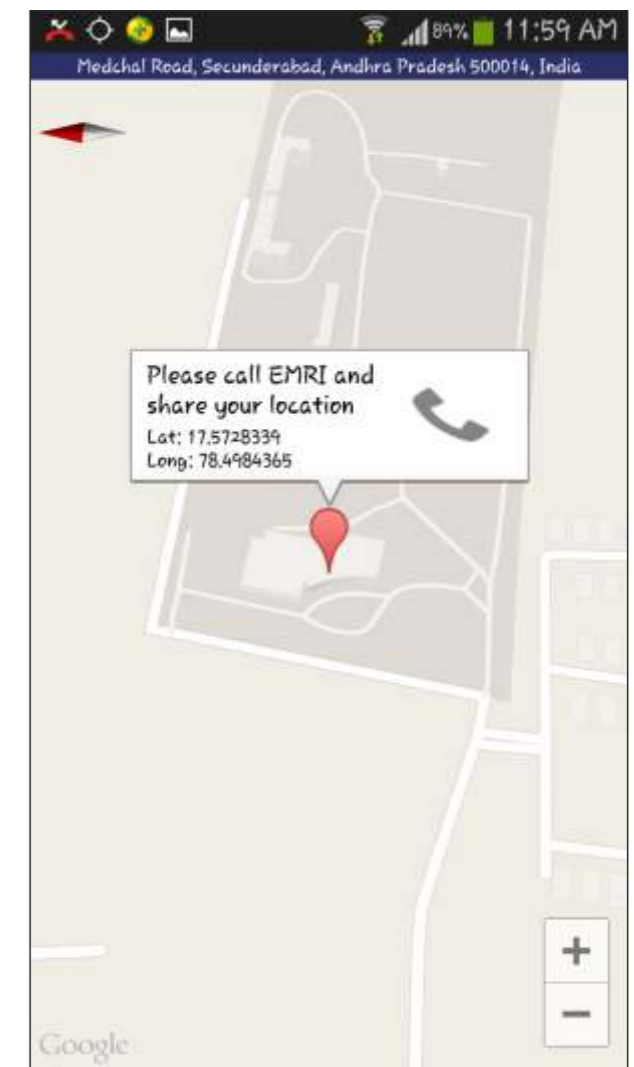 89% 11:59 AM
Medchal Road, Secunderabad, Andhra Pradesh 500014, India
Please call EMRI and
share your location
Lat: 17.5728339
Long: 78.4984365
+
−
Google